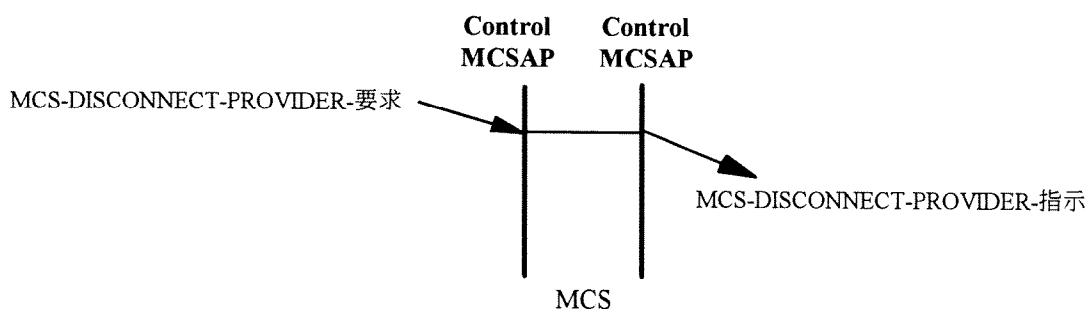 Control Control
MCSAP MCSAP
MCS-DISCONNECT-PROVIDER-要求
MCS-DISCONNECT-PROVIDER-指示
MCS